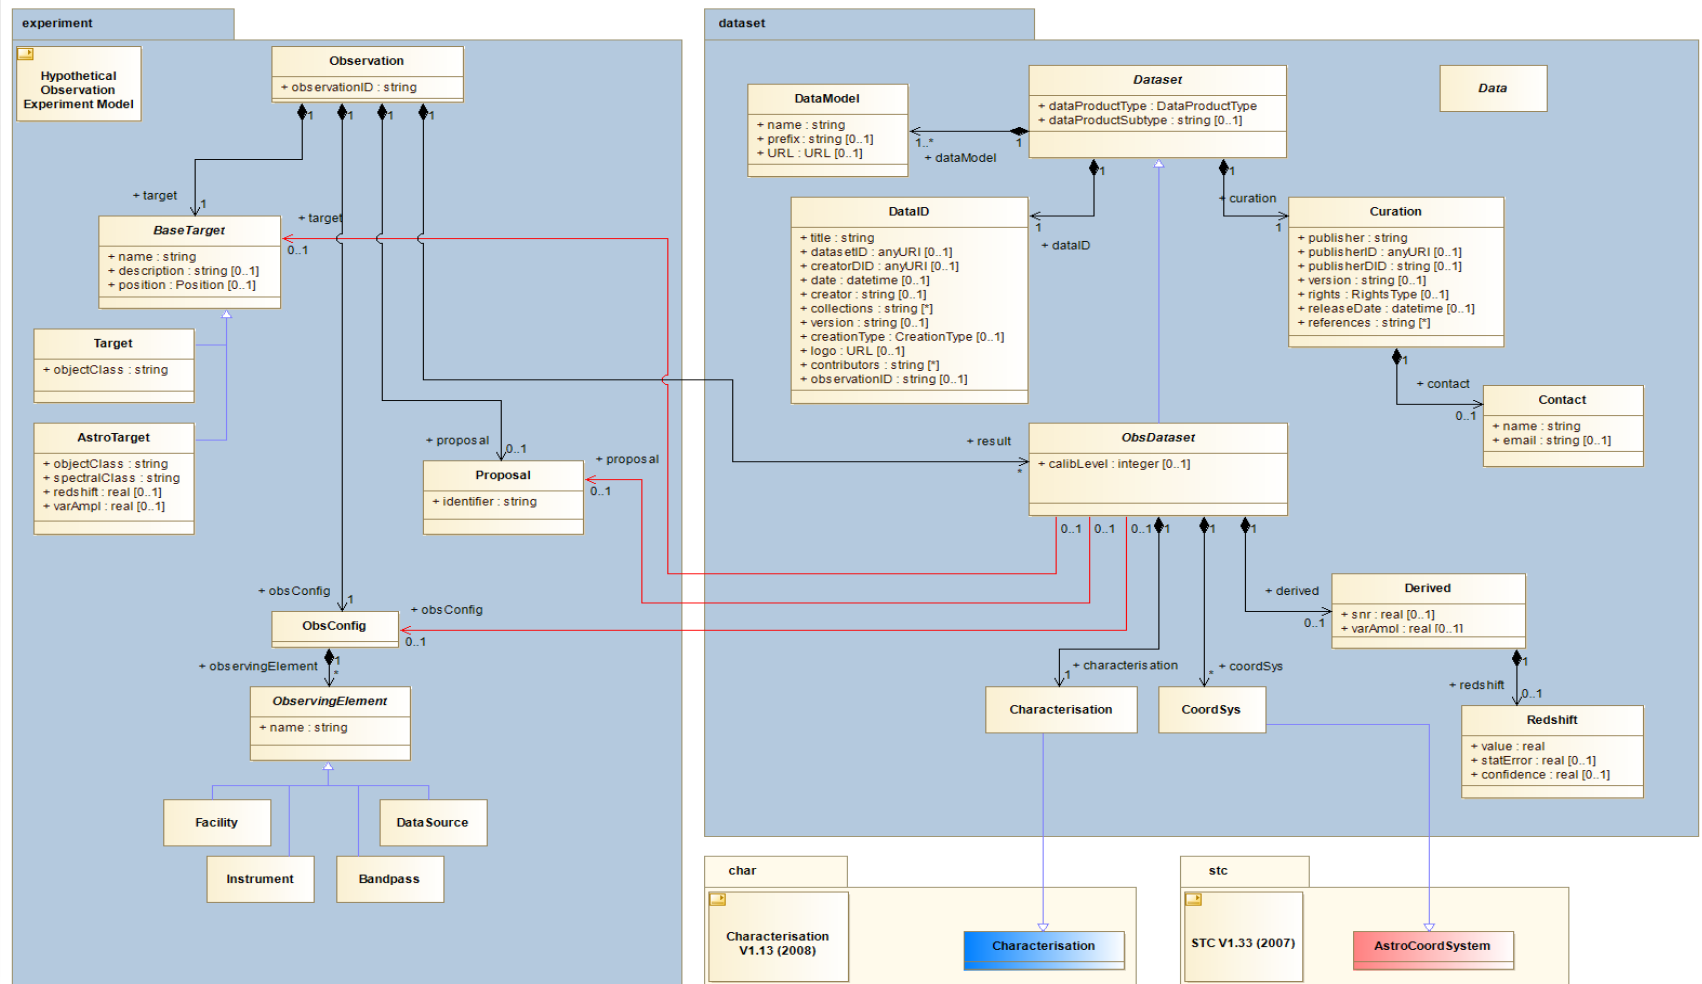 experiment
Hypothetical
Observation
Experiment Model
Observation
+ observationID : string
1
1
1
1
+ target
1
+ target
0..1
BaseTarget
+ name : string
+ description : string [0..1]
+ position : Position [0..1]
Target
+ objectClass : string
AstroTarget
+ objectClass : string
+ spectralClass : string
+ redshift : real [0..1]
+ varAmpl : real [0..1]
+ proposal
0..1
+ proposal
0..1
Proposal
+ identifier : string
+ obsConfig
1
+ obsConfig
0..1
ObsConfig
1
+ observingElement
*
ObservingElement
+ name : string
Facility
DataSource
Instrument
Bandpass
dataset
Dataset
+ dataProductType : DataProductType
+ dataProductSubtype : string [0..1]
Data
DataModel
+ name : string
+ prefix : string [0..1]
+ URL : URL [0..1]
1..*
1
+ dataModel
1
1
+ curation
1
DataID
+ title : string
+ datasetID : anyURI [0..1]
+ creatorDID : anyURI [0..1]
+ date : datetime [0..1]
+ creator : string [0..1]
+ collections : string [*]
+ version : string [0..1]
+ creationType : CreationType [0..1]
+ logo : URL [0..1]
+ contributors : string [*]
+ observationID : string [0..1]
1
+ dataID
Curation
+ publisher : string
+ publisherID : anyURI [0..1]
+ publisherDID : string [0..1]
+ version : string [0..1]
+ rights : RightsType [0..1]
+ releaseDate : datetime [0..1]
+ references : string [*]
1
+ contact
0..1
Contact
+ name : string
+ email : string [0..1]
+ result
*
ObsDataset
+ calibLevel : integer [0..1]
0..1
0..1
0..1
1
1
1
+ derived
0..1
Derived
+ snr : real [0..1]
+ varAmpl : real [0..1]
1
+ redshift
0..1
Redshift
+ value : real
+ statError : real [0..1]
+ confidence : real [0..1]
+ characterisation
1
+ coordSys
*
Characterisation
CoordSys
char
Characterisation
V1.13 (2008)
Characterisation
stc
STC V1.33 (2007)
AstroCoordSystem